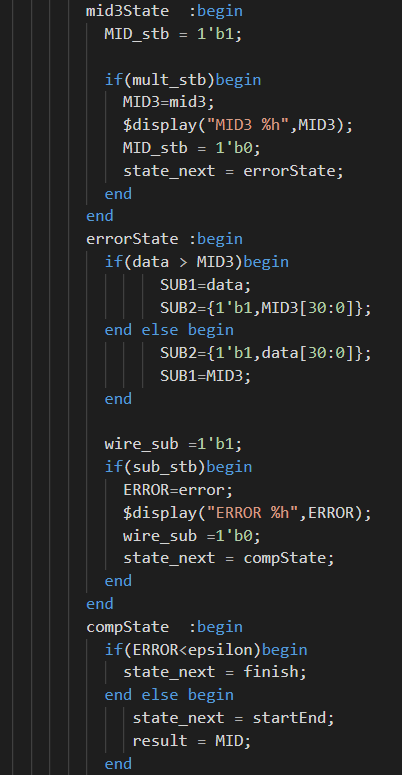 mid3State  :begin
MID_stb = 1'b1;
if(mult_stb)begin
MID3=mid3;
$display("MID3 %h",MID3);
MID_stb = 1'b0;
state_next = errorState;
end
end
errorState :begin
if(data > MID3)begin
SUB1=data;
SUB2={1'b1,MID3[30:0]};
end else begin
SUB2={1'b1,data[30:0]};
SUB1=MID3;
end
wire_sub =1'b1;
if(sub_stb)begin
ERROR=error;
$display("ERROR %h",ERROR);
wire_sub =1'b0;
state_next = compState;
end
end
compState  :begin
if(ERROR<epsilon)begin
state_next = finish;
end else begin
state_next = startEnd;
result = MID;
end